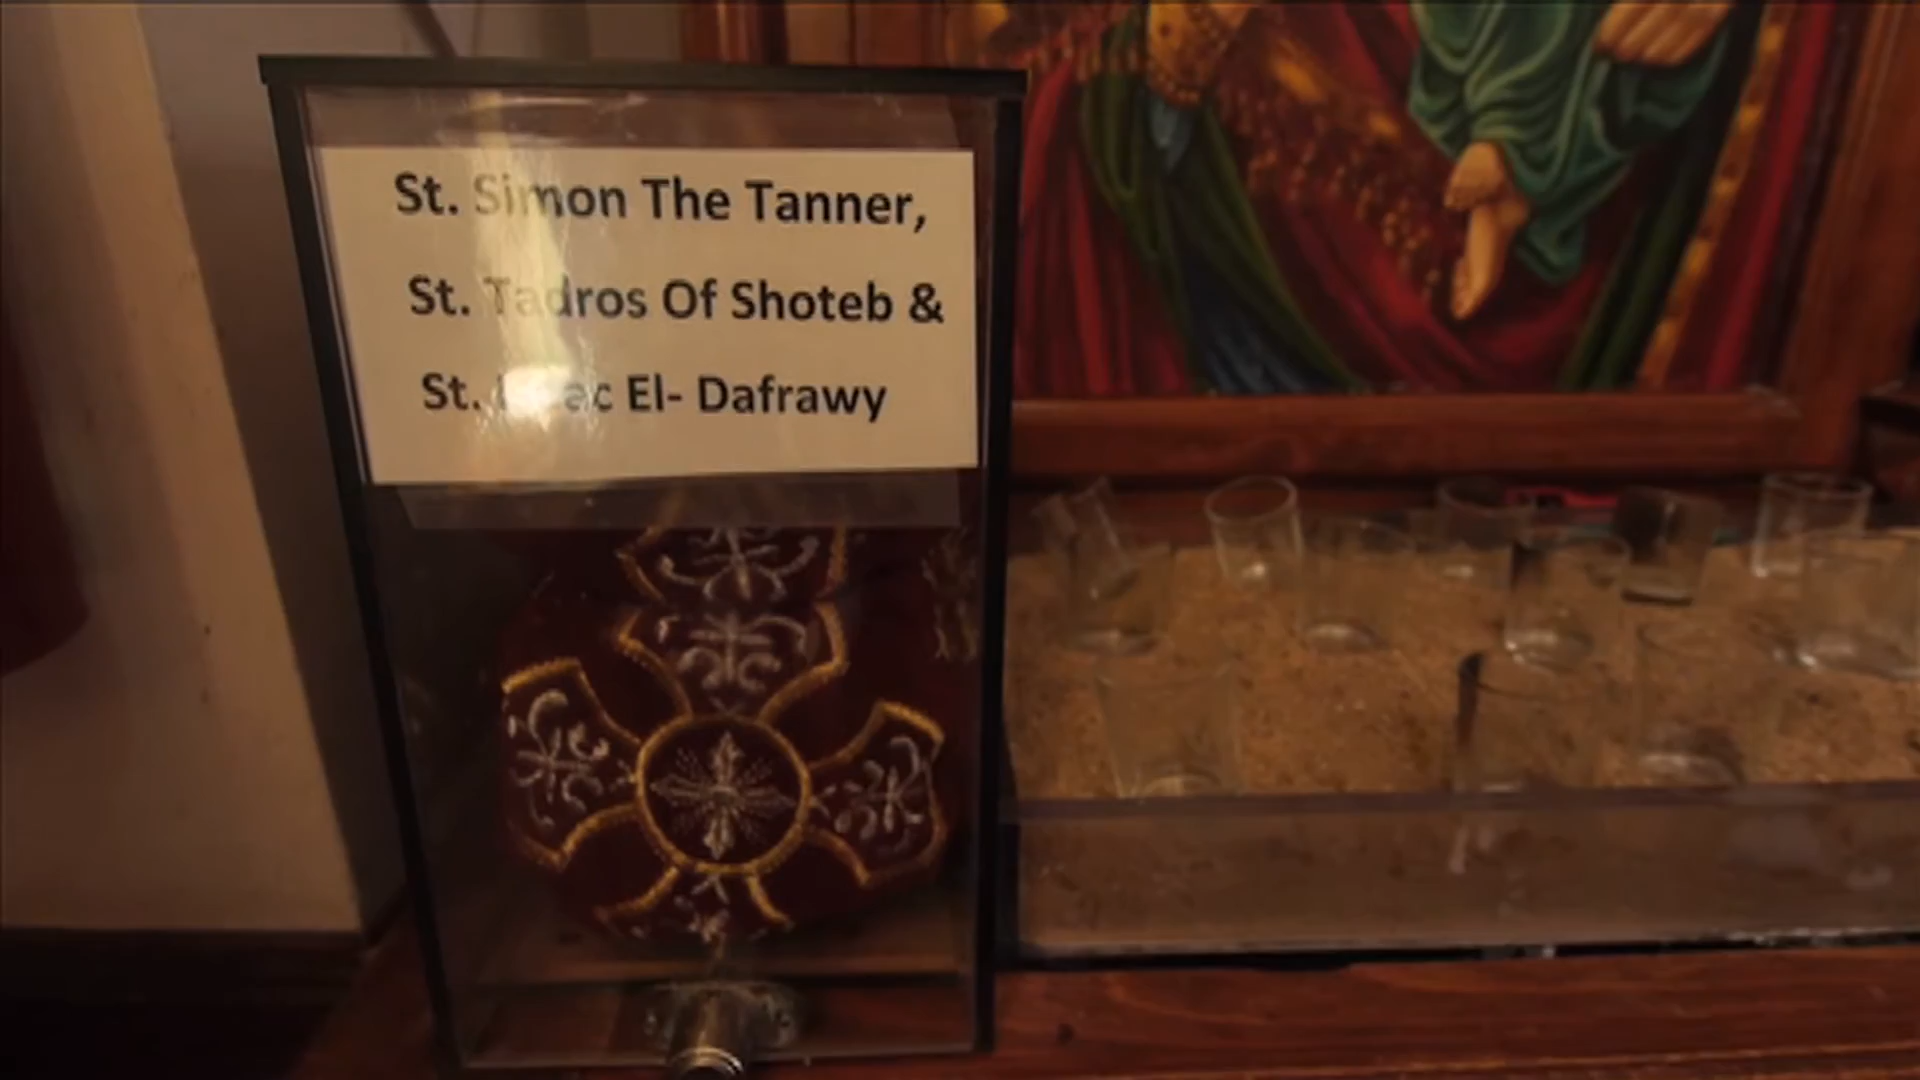 St. Simon The Tanner,
St. Tadros Of Shoteb &
St. El- Dafrawy